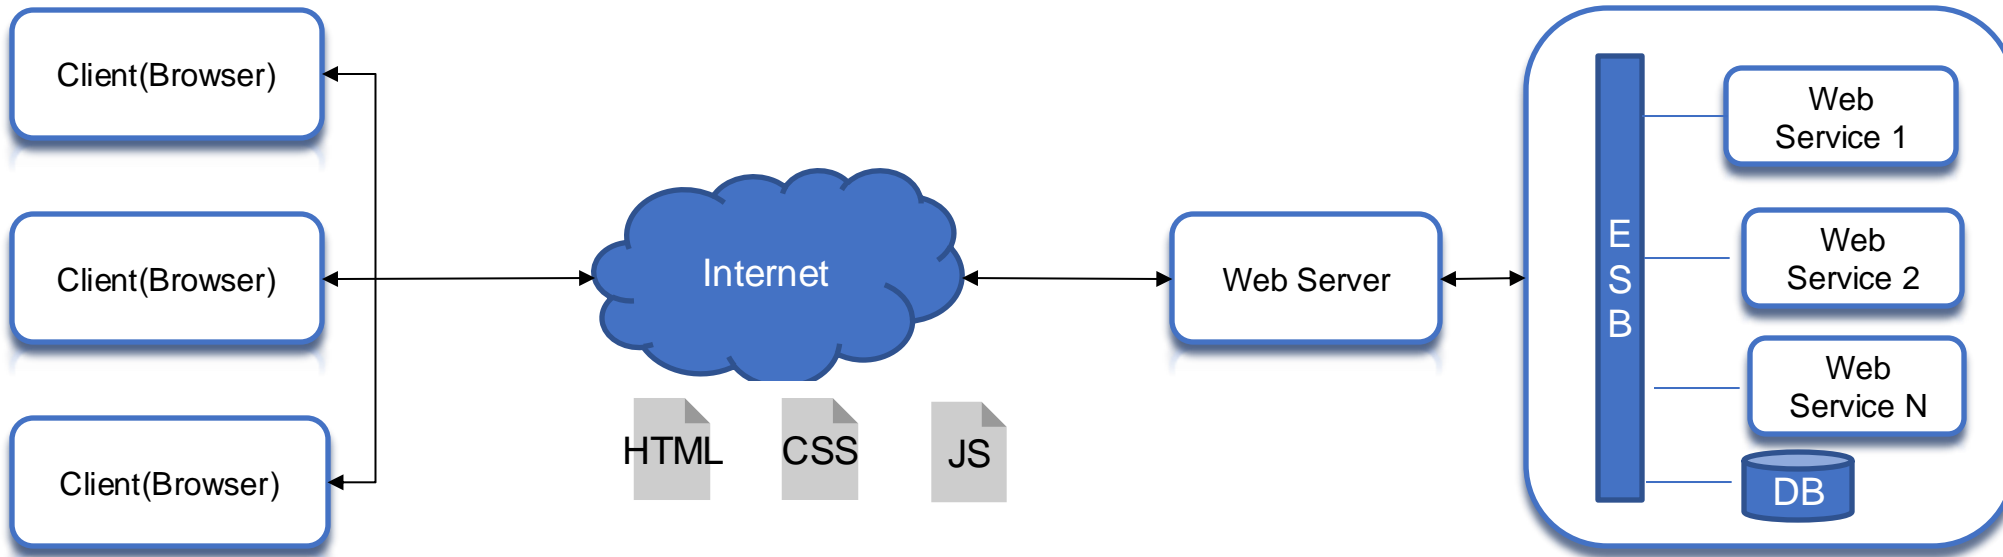 Client(Browser)
Client(Browser)
Client(Browser)
Internet
HTML
CSS
JS
Web Server
E
S
B
Web
Service 1
Web
Service 2
Web
Service N
DB